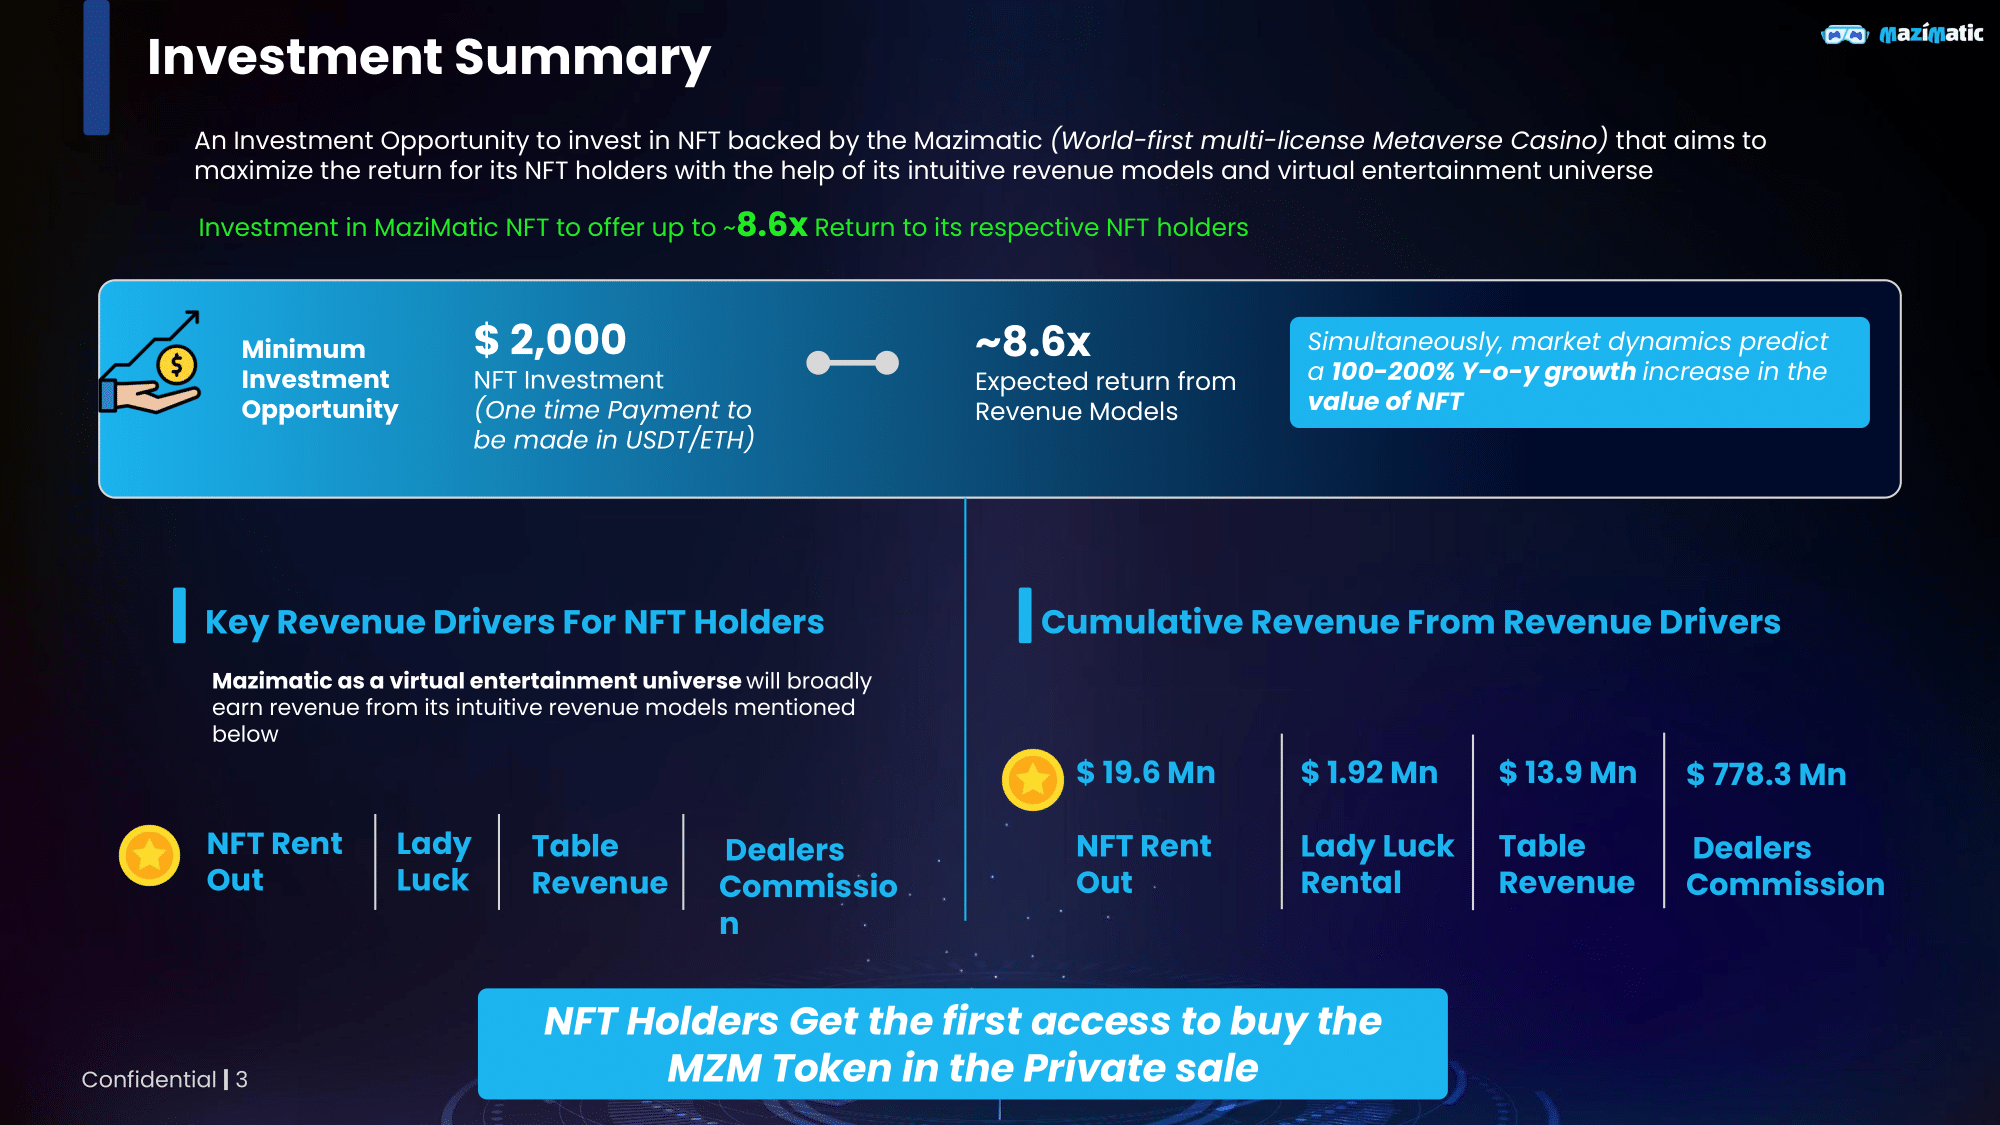 Investment Summary
MaziMatic
An Investment Opportunity to invest in NFT backed by the Mazimatic (World-first multi-license Metaverse Casino) that aims to
maximize the return for its NFT holders with the help of its intuitive revenue models and virtual entertainment universe
Investment in MaziMatic NFT to offer up to ~8.6x Return to its respective NFT holders
Minimum
Investment
Opportunity
$ 2,000
NFT Investment
(One time Payment to
be made in USDT/ETH)
~8.6x
Expected return from
Revenue Models
Simultaneously, market dynamics predict
a 100-200% Y-o-y growth increase in the
value of NFT
Key Revenue Drivers For NFT Holders
Mazimatic as a virtual entertainment universe will broadly
earn revenue from its intuitive revenue models mentioned
below
NFT Rent
Out
Lady
Luck
Table
Revenue
Dealers
Commissio
n
Cumulative Revenue From Revenue Drivers
$ 19.6 Mn
NFT Rent
Out
$ 1.92 Mn
Lady Luck
Rental
$ 13.9 Mn
Table
Revenue
$ 778.3 Mn
Dealers
Commission
NFT Holders Get the first access to buy the
MZM Token in the Private sale
Confidential | 3